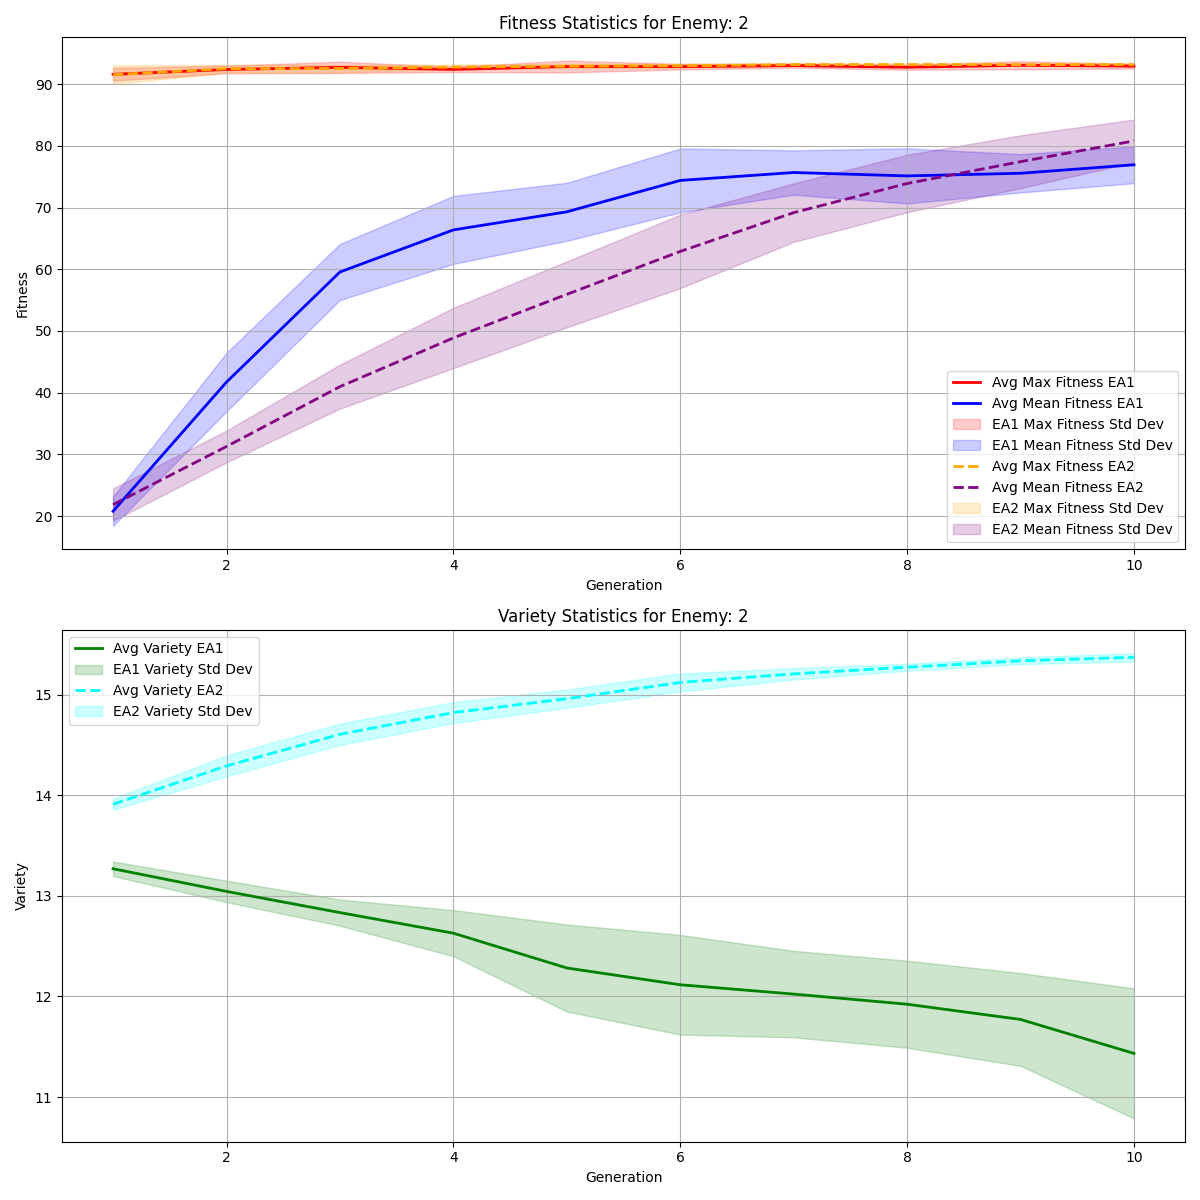 Fitness Statistics for Enemy: 2
90
80
70
60
50
40
30
20
Fitness
Avg Max Fitness EA1
Avg Mean Fitness EA1
EA1 Max Fitness Std Dev
EA1 Mean Fitness Std Dev
Avg Max Fitness EA2
Avg Mean Fitness EA2
EA2 Max Fitness Std Dev
EA2 Mean Fitness Std Dev
2 4 6 8 10
Generation
Variety Statistics for Enemy: 2
Avg Variety EA1
EA1 Variety Std Dev
Avg Variety EA2
EA2 Variety Std Dev
15
14
13
12
11
Variety
2 4 6 8 10
Generation